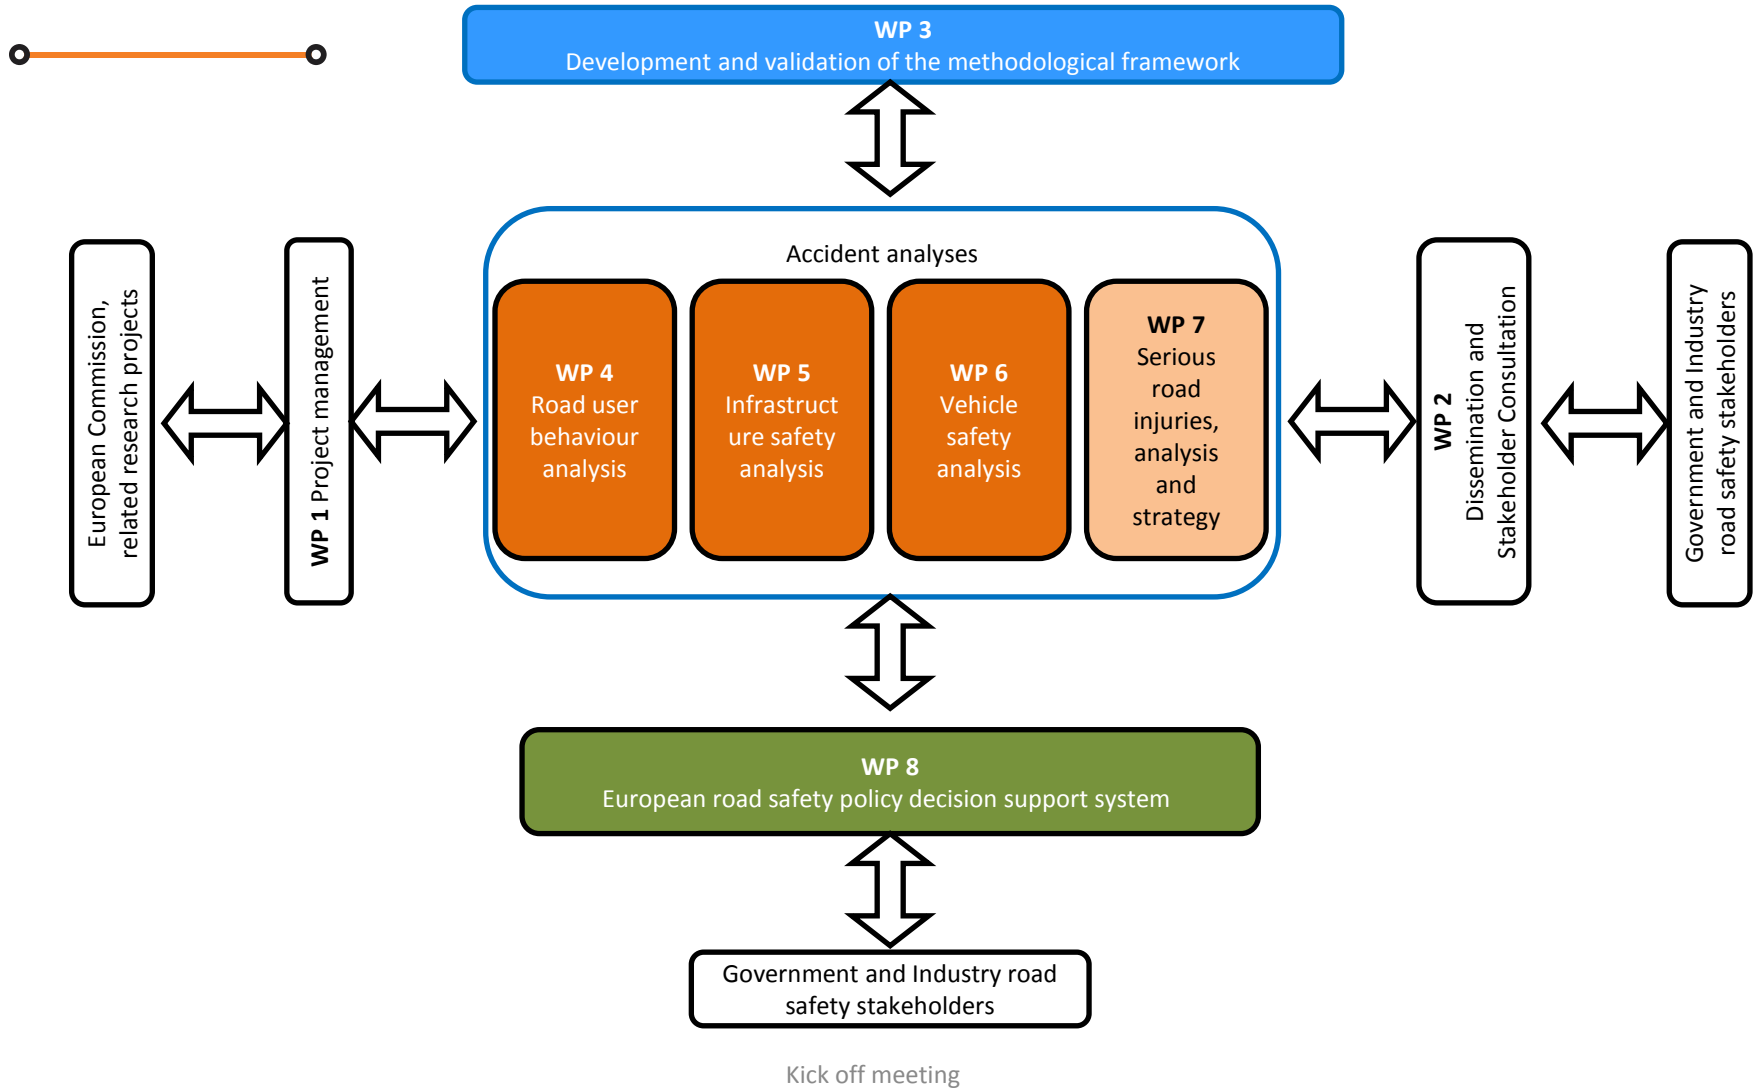 WP 3
Development and validation of the methodological framework
European Commission,
related research projects
WP 1 Project management
Accident analyses
WP 4
Road user
behaviour
analysis
WP 5
Infrastruct
ure safety
analysis
WP 6
Vehicle
safety
analysis
WP 7
Serious
road
injuries,
analysis
and
strategy
WP 2
Dissemination and
Stakeholder Consultation
Government and Industry
road safety stakeholders
WP 8
European road safety policy decision support system
Government and Industry road
safety stakeholders
Kick off meeting